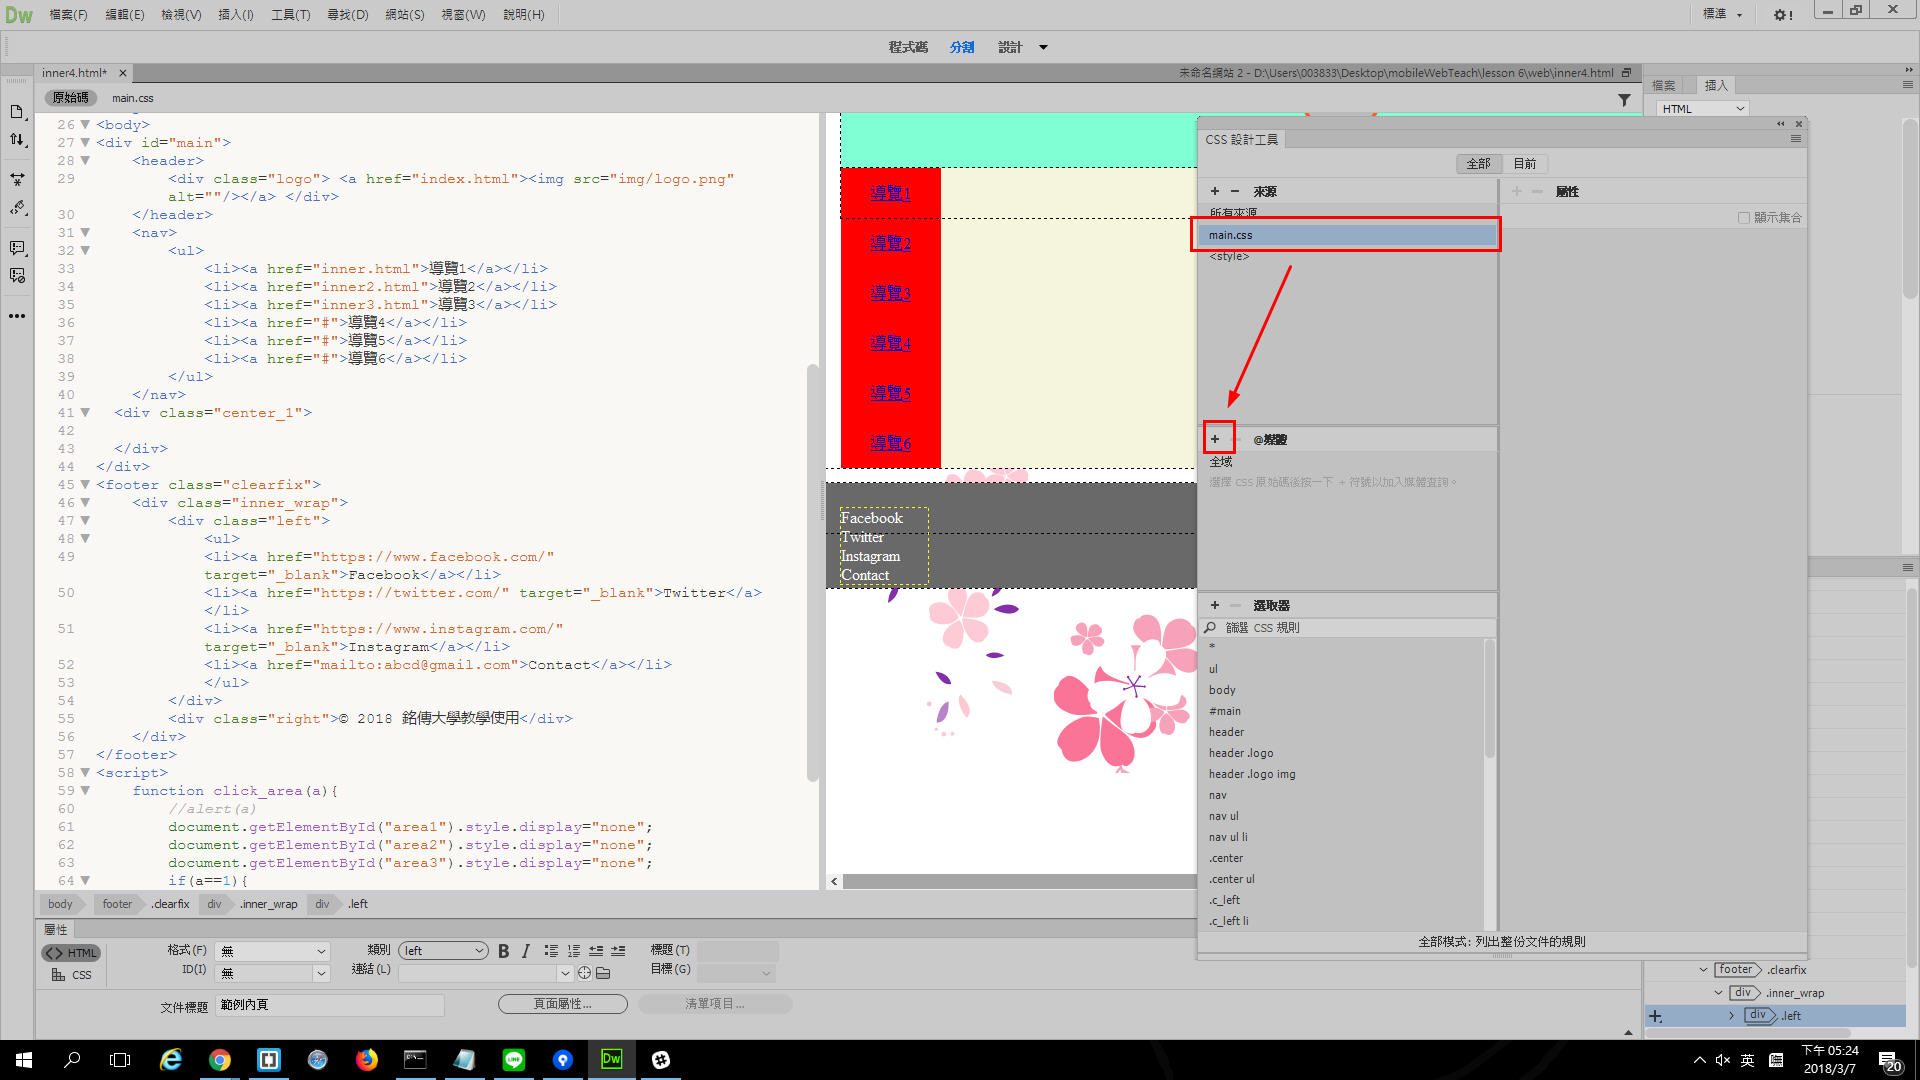 Dw 檔案(F) 編輯(E) 檢視(V) 插入(I) 工具(T) 尋找(D) 網站(S) 視窗(W) 說明(H) 標準
程式碼 分割 設計
inner4.html* × 未命名網站 2 - D:\Users\003833\Desktop\mobileWebTeach\lesson 6\web\inner4.html
原始碼 main.css
26 <body>
27 <div id="main">
28 <header>
29 <div class="logo"> <a href="index.html"><img src="img/logo.png"
alt=""/></a> </div>
30 </header>
31 <nav>
32 <ul>
33 <li><a href="inner.html">導覽1</a></li>
34 <li><a href="inner2.html">導覽2</a></li>
35 <li><a href="inner3.html">導覽3</a></li>
36 <li><a href="#">導覽4</a></li>
37 <li><a href="#">導覽5</a></li>
38 <li><a href="#">導覽6</a></li>
39 </ul>
40 </nav>
41 <div class="center_1">
42
43 </div>
44 </div>
45 <footer class="clearfix">
46 <div class="inner_wrap">
47 <div class="left">
48 <ul>
49 <li><a href="https://www.facebook.com/"
target="_blank">Facebook</a></li>
50 <li><a href="https://twitter.com/" target="_blank">Twitter</a>
</li>
51 <li><a href="https://www.instagram.com/"
target="_blank">Instagram</a></li>
52 <li><a href="mailto:abcd@gmail.com">Contact</a></li>
53 </ul>
54 </div>
55 <div class="right">© 2018 銘傳大學教學使用</div>
56 </div>
57 </footer>
58 <script>
59 function click_area(a){
60 //alert(a)
61 document.getElementById("area1").style.display="none";
62 document.getElementById("area2").style.display="none";
63 document.getElementById("area3").style.display="none";
64 if(a==1){
導覽1
導覽2
導覽3
導覽4
導覽5
導覽6
Facebook
Twitter
Instagram
Contact
CSS 設計工具
全部 目前
+ − 來源
所有來源
main.css
<style>
+ − 屬性
顯示集合
+ − @媒體
全域
選擇 CSS 原始碼後按一下 + 符號以加入媒體查詢。
+ − 選取器
篩選 CSS 規則
*
ul
body
#main
header
header .logo
header .logo img
nav
nav ul
nav ul li
.center
.center ul
.c_left
.c_left li
全部模式: 列出整份文件的規則
檔案 插入
HTML
footer .clearfix
div .inner_wrap
div .left
body footer .clearfix div .inner_wrap div .left
屬性
<> HTML 格式(F) 無 類別 left B I 標題(T)
CSS ID(I) 無 連結(L) 目標(G)
文件標題 範例內頁 頁面屬性... 清單項目...
Dw 英 下午 05:24
2018/3/7 20